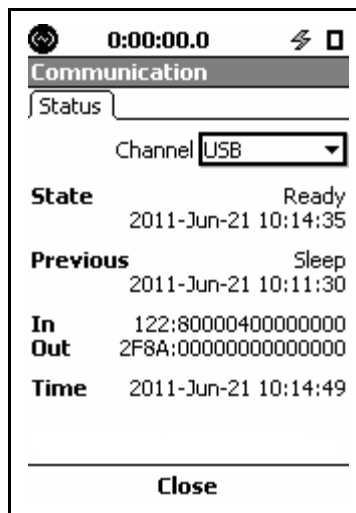 0:00:00.0
Communication
Status
Channel USB
State Ready
2011-Jun-21 10:14:35
Previous Sleep
2011-Jun-21 10:11:30
In 122:80000400000000
Out 2F8A:00000000000000
Time 2011-Jun-21 10:14:49
Close